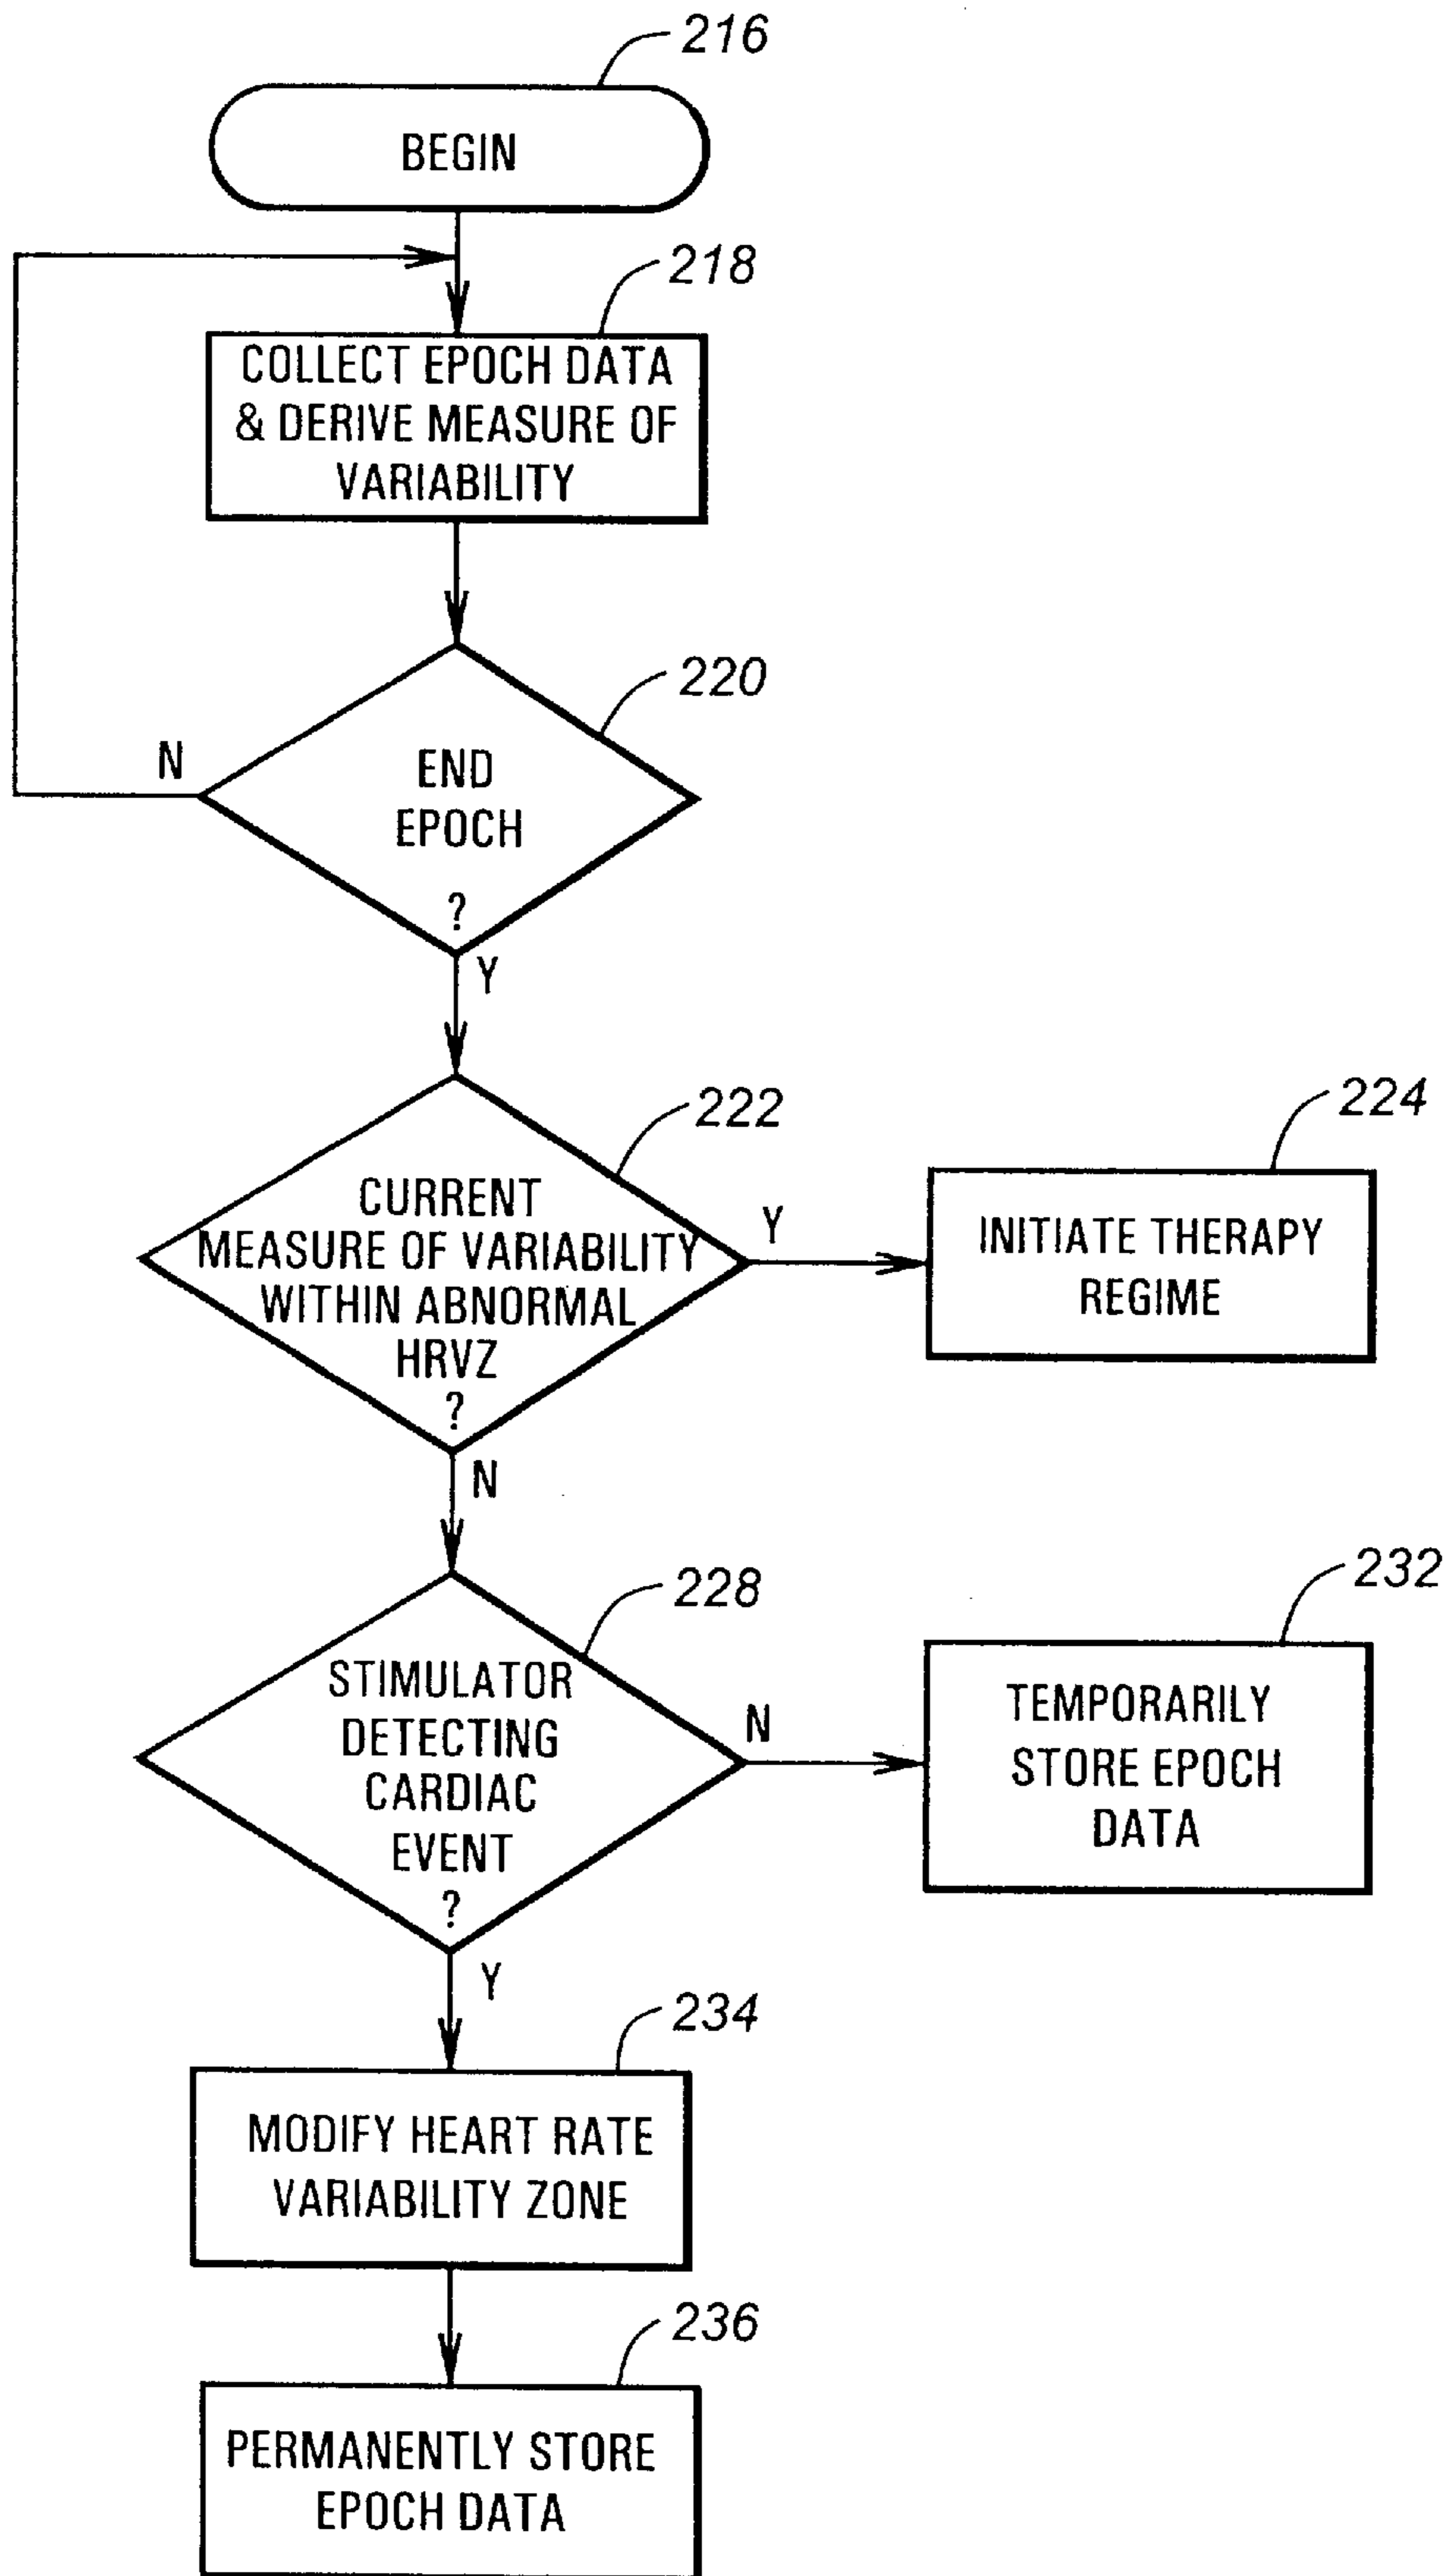 216
BEGIN
218
COLLECT EPOCH DATA
& DERIVE MEASURE OF
VARIABILITY
220
N
END
EPOCH
?
Y
222
224
CURRENT
MEASURE OF VARIABILITY
WITHIN ABNORMAL
HRVZ
?
Y
INITIATE THERAPY
REGIME
N
228
232
STIMULATOR
DETECTING
CARDIAC
EVENT
?
N
TEMPORARILY
STORE EPOCH
DATA
Y
234
MODIFY HEART RATE
VARIABILITY ZONE
236
PERMANENTLY STORE
EPOCH DATA